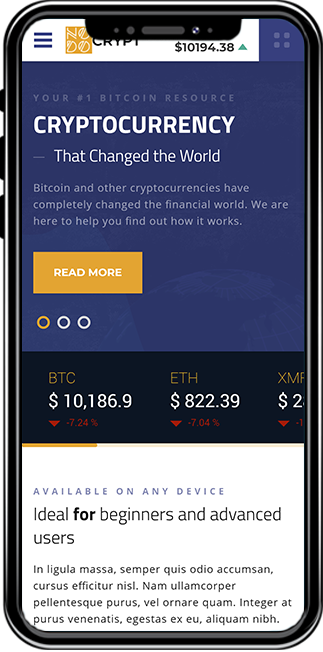 CRYPT
$10194.38
YOUR #1 BITCOIN RESOURCE
CRYPTOCURRENCY
— That Changed the World
Bitcoin and other cryptocurrencies have
completely changed the financial world. We are
here to help you find out how it works.
READ MORE
BTC ETH XMR
$ 10,186.9 $ 822.39 $ 2
-7.24 % -7.04 % -1
AVAILABLE ON ANY DEVICE
Ideal for beginners and advanced
users
In ligula massa, semper quis odio accumsan,
cursus efficitur nisl. Nam ullamcorper
pellentesque purus, vel ornare quam. Integer at
purus venenatis, egestas ex eu, aliquam nibh.